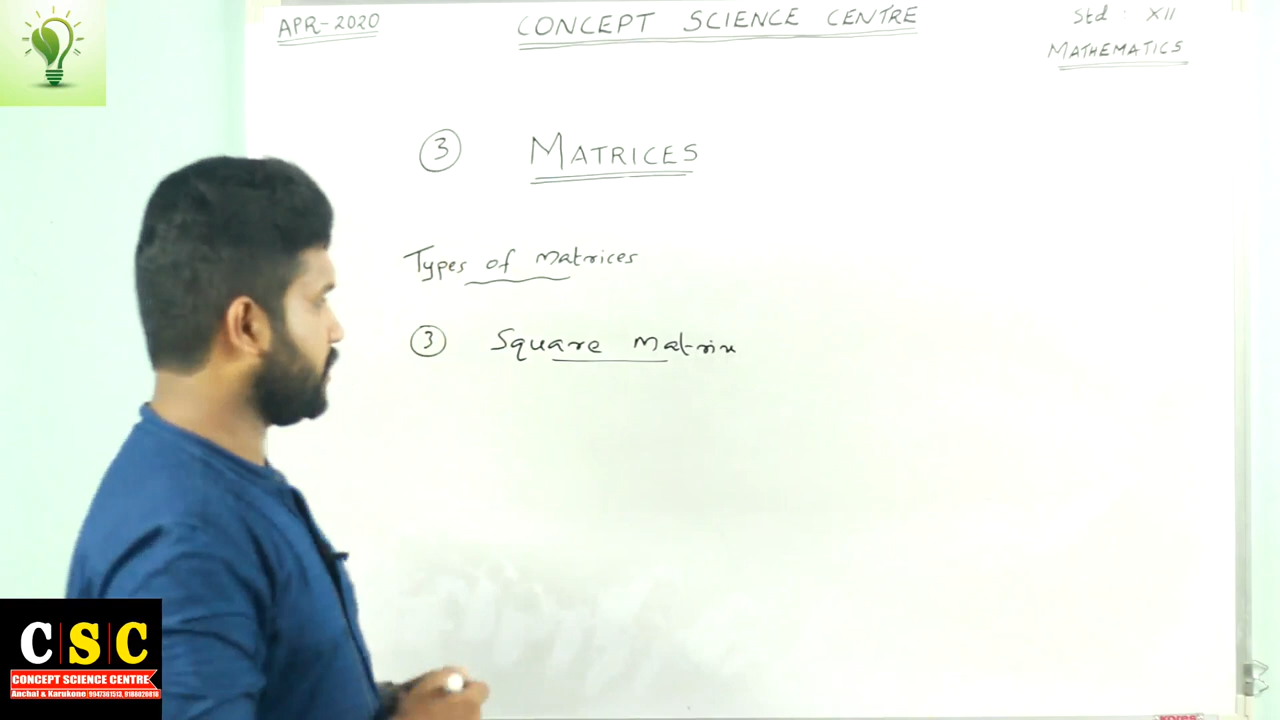 APR-2020
CONCEPT SCIENCE CENTRE
Std : XII
MATHEMATICS
3 MATRICES
Types of Matrices
3 Square Matrix
CSC
CONCEPT SCIENCE CENTRE
Anchal & Karukone
kores